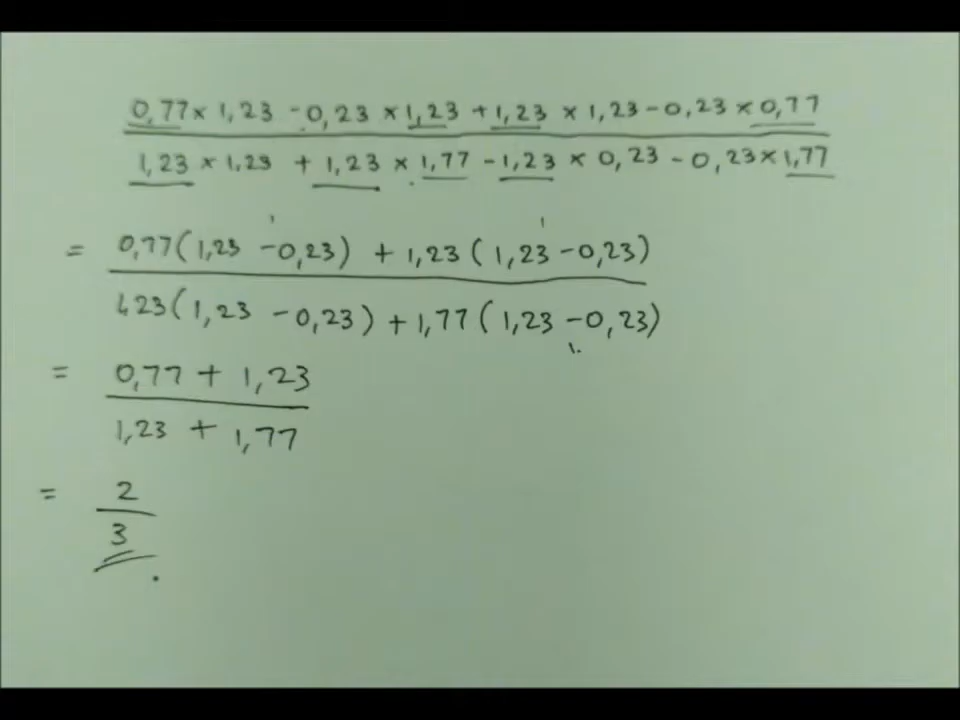 0,77 × 1,23 - 0,23 × 1,23 + 1,23 × 1,23 - 0,23 × 0,77
1,23 × 1,23 + 1,23 × 1,77 - 1,23 × 0,23 - 0,23 × 1,77
1 1
= 0,77 (1,23 - 0,23) + 1,23 (1,23 - 0,23)
1,23 (1,23 - 0,23) + 1,77 (1,23 - 0,23)
1.
= 0,77 + 1,23
1,23 + 1,77
= 2
3